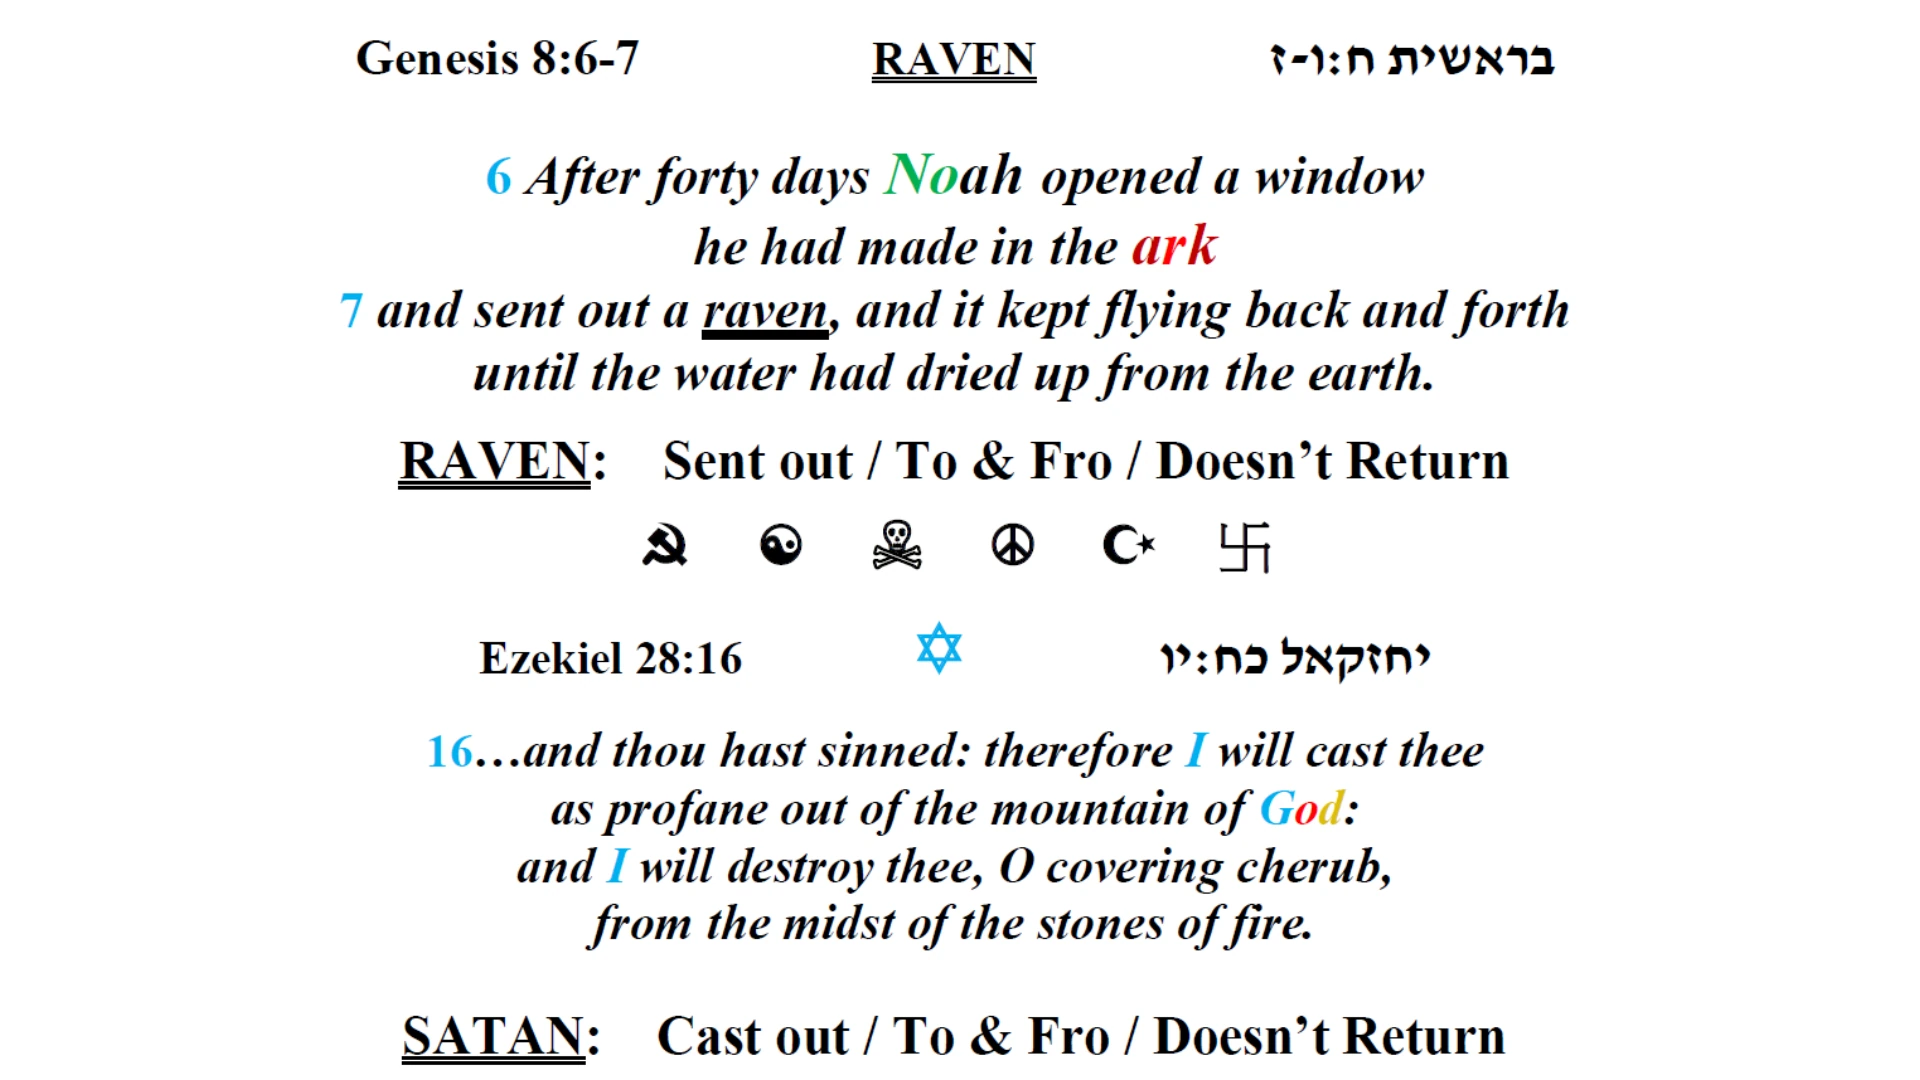 Genesis 8:6-7 RAVEN בראשית ח:ו-ז
6 After forty days Noah opened a window
he had made in the ark
7 and sent out a raven, and it kept flying back and forth
until the water had dried up from the earth.
RAVEN: Sent out / To & Fro / Doesn’t Return
☭ ☯ ☠ ☮ ☪ 卐
Ezekiel 28:16 ✡ יחזקאל כח:יו
16…and thou hast sinned: therefore I will cast thee
as profane out of the mountain of God:
and I will destroy thee, O covering cherub,
from the midst of the stones of fire.
SATAN: Cast out / To & Fro / Doesn’t Return